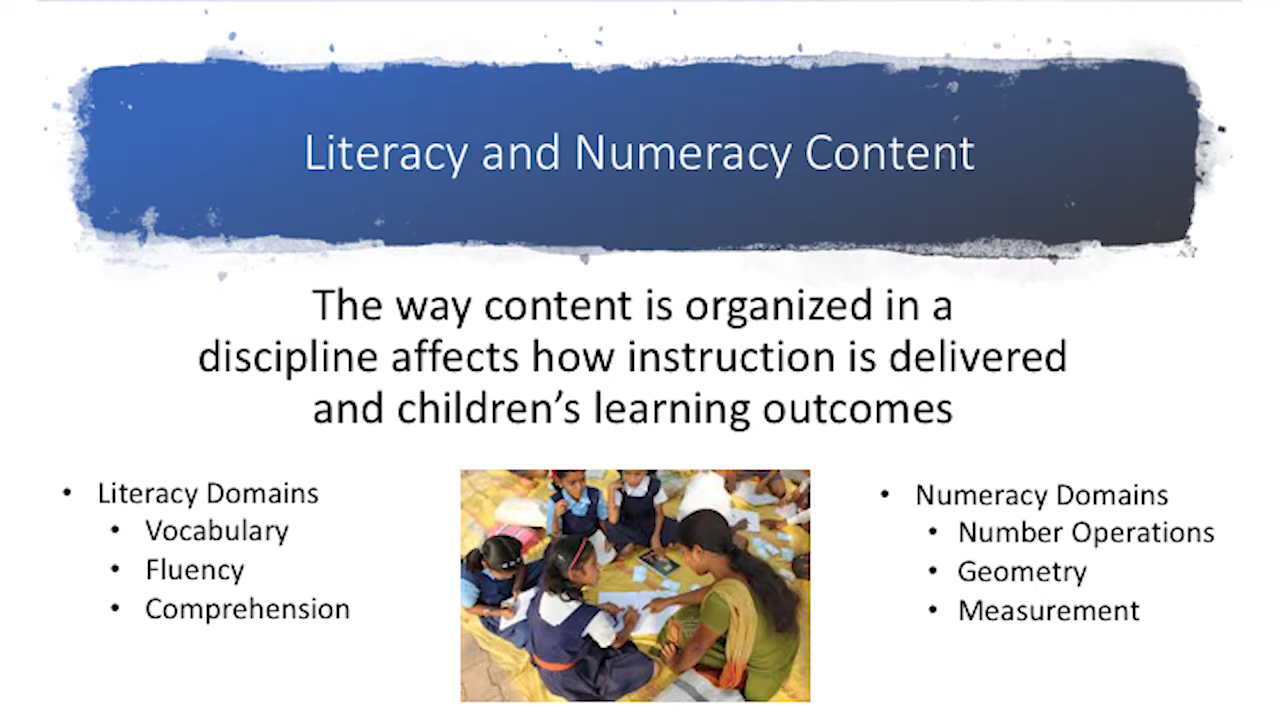 Literacy and Numeracy Content
The way content is organized in a
discipline affects how instruction is delivered
and children’s learning outcomes
• Literacy Domains
• Vocabulary
• Fluency
• Comprehension
• Numeracy Domains
• Number Operations
• Geometry
• Measurement